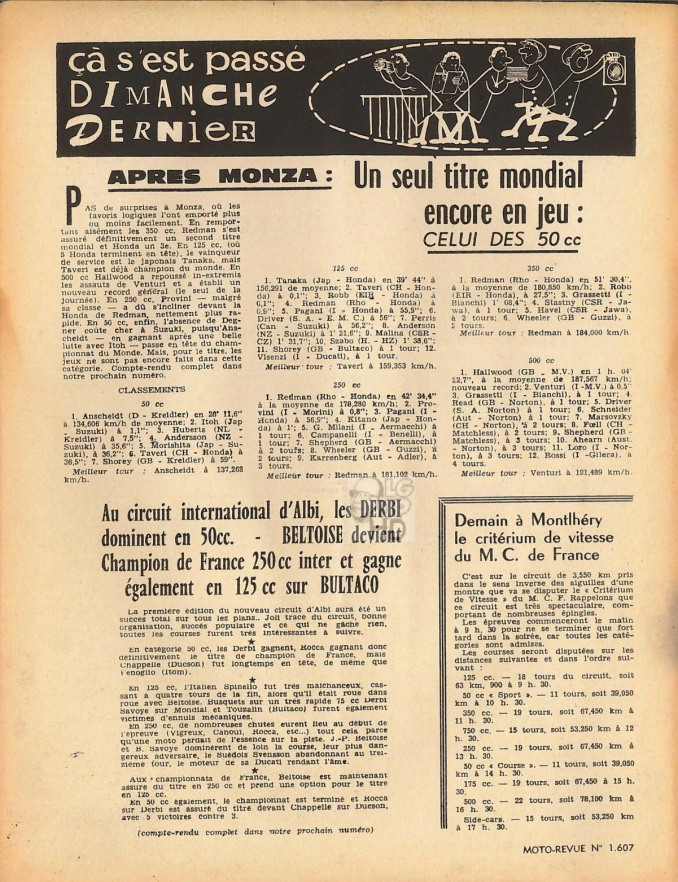 çà s'est passé
DIMANCHE
DERNIER
APRES MONZA : Un seul titre mondial
encore en jeu :
CELUI DES 50 cc
PAS de surprises à Monza, où les
favoris logiques l'ont emporté plus
ou moins facilement. En rempor-
tant aisément les 350 cc, Redman s'est
assuré définitivement un second titre
mondial et Honda un 3e. En 125 cc, (où
5 Honda terminent en tête), le vainqueur
de service est le japonais Tanaka, mais
Taveri est déjà champion du monde. En
500 cc Hailwood a repoussé in-extremis
les assauts de Venturi et a établi un
nouveau record général (le seul de la
journée). En 250 cc, Provini — malgré
sa classe — a dû s'incliner devant la
Honda de Redman, nettement plus ra-
pide. En 50 cc, enfin, l'absence de Deg-
ner coûte cher à Suzuki, puisqu'Ans-
cheidt — en gagnant après une belle
lutte avec Itoh — passe en tête du cham-
pionnat du Monde. Mais, pour le titre, les
jeux ne sont pas encore faits dans cette
catégorie. Compte-rendu complet dans
notre prochain numéro.
CLASSEMENTS
50 cc
1. Anscheidt (D - Kreidler) en 28' 11,6"
à 134,606 km/h de moyenne; 2. Itoh (Jap
- Suzuki) à 1,1"; 3. Huberts (NL -
Kreidler) à 7,5"; 4. Andersson (NZ -
Suzuki) à 35,6"; 5. Morishita (Jap - Su-
zuki), à 36,2"; 6. Taveri (CH - Honda) à
36,5"; 7. Shorey (GB - Kreidler) à 59".
Meilleur tour : Anscheidt à 137,268
km/h.
125 cc
1. Tanaka (Jap - Honda) en 39' 44" à
156,291 de moyenne; 2. Taveri (CH - Hon-
da) à 0,1"; 3. Robb (EIR - Honda) à
0,1"; 4. Redman (Rho - Honda) à
0,9"; 5. Pagani (I - Honda) à 55,9"; 6.
Driver (S. A. - E. M. C.) à 56"; 7. Perris
(Can - Suzuki) à 56,2"; 8. Anderson
(NZ - Suzuki) à 1' 21,6"; 9. Malina (CSR -
CZ) 1' 31,7"; 10. Szabo (H. - HZ) 1' 38,6";
11. Shorey (GB - Bultaco) à 1 tour; 12.
Visenzi (I - Ducati), à 1 tour.
Meilleur tour : Taveri à 159,353 km/h.
250 cc
1. Redman (Rho - Honda) en 42' 34,4"
à la moyenne de 178,280 km/h; 2. Pro-
vini (I - Morini) à 0,8"; 3. Pagani (I -
Honda) à 56,9"; 4. Kitano (Jap - Hon-
da) à 1'; 5. G. Milani (I - Aermacchi) à
1 tour; 6. Campanelli (I - Benelli), à
1 tour; 7. Shepherd (GB - Aermacchi)
à 2 tours; 8. Wheeler (GB - Guzzi), à
2 tours; 9. Karrenberg (Aut - Adler), à
3 tours.
Meilleur tour : Redman à 181,102 km/h.
350 cc
1. Redman (Rho - Honda) en 51' 30,4",
à la moyenne de 180,850 km/h; 2. Robb
(EIR - Honda), à 27,5"; 3. Grassetti (I -
Bianchi) 1' 08,4"; 4. Stastny (CSR - Ja-
wa), à 1 tour; 5. Havel (CSR - Jawa),
à 2 tours; 6. Wheeler (GB - Guzzi), à
2 tours.
Meilleur tour : Redman à 184,000 km/h.
500 cc
1. Hailwood (GB - M.V.) en 1 h. 04'
22,7", à la moyenne de 187,567 km/h;
nouveau record; 2. Venturi (I -M.V.) à 0.5"
3. Grassetti (I - Bianchi), à 1 tour; 4.
Read (GB - Norton), à 1 tour; 5. Driver
(S. A. Norton) à 1 tour; 6. Schneider
(Aut - Norton) à 1 tour; 7. Marsovzky
(CH - Norton), à 2 tours; 8. Fœll (CH -
Matchless), à 2 tours; 9. Shepherd (GB -
Matchless), à 3 tours; 10. Ahearn (Aust.
- Norton), à 3 tours; 11. Loro (I - Nor-
ton), à 3 tours; 12. Rossi (I -Gilera), à
4 tours.
Meilleur tour : Venturi à 191,489 km/h.
Au circuit international d'Albi, les DERBI
dominent en 50cc. - BELTOISE devient
Champion de France 250 cc inter et gagne
également en 125 cc sur BULTACO
La première édition du nouveau circuit d'Albi aura été un
succès total sur tous les plans.. Joli tracé du circuit, bonne
organisation, succès populaire et ce qui ne gâche rien,
toutes les courses furent très intéressantes à suivre.
En catégorie 50 cc, les Derbi gagnent, Rocca gagnant donc
définitivement le titre de champion de France, mais
Chappelle (Ducson) fut longtemps en tête, de même que
Fenoglio (Itom).
En 125 cc, l'Italien Spinello fut très malchanceux, cas-
sant à quatre tours de la fin, alors qu'il était roue dans
roue avec Beltoise. Busquets sur un très rapide 75 cc Derbi
Savoye sur Mondial et Touzalin (Bultaco) furent également
victimes d'ennuis mécaniques.
En 250 cc, de nombreuses chutes eurent lieu au début de
l'épreuve (Vigreux, Canoui, Rocca, etc...) tout cela parce
qu'une moto perdait de l'essence sur la piste. J.-P. Beltoise
et B. Savoye dominèrent de loin la course, leur plus dan-
gereux adversaire, le Suédois Svensson abandonnant au trei-
zième tour, le moteur de sa Ducati rendant l'âme.
Aux championnats de France, Beltoise est maintenant
assuré du titre en 250 cc et prend une option pour le titre
en 125 cc.
En 50 cc également, le championnat est terminé et Rocca
sur Derbi est assuré du titre devant Chappelle sur Ducson,
avec 5 victoires contre 3.
(compte-rendu complet dans notre prochain numéro)
Demain à Montlhéry
le critérium de vitesse
du M. C. de France
C'est sur le circuit de 3,550 km pris
dans le sens inverse des aiguilles d'une
montre que va se disputer le « Critérium
de Vitesse » du M. C. F. Rappelons que
ce circuit est très spectaculaire, com-
portant de nombreuses épingles.
Les épreuves commenceront le matin
à 9 h. 30 pour ne se terminer que fort
tard dans la soirée, car toutes les caté-
gories sont admises.
Les courses seront disputées sur les
distances suivantes et dans l'ordre sui-
vant :
125 cc. — 18 tours du circuit, soit
63 km, 900 à 9 h. 30.
50 cc « Sport ». — 11 tours, soit 39,050
km à 10 h. 30.
350 cc. — 19 tours, soit 67,450 km à
11 h. 30.
750 cc. — 15 tours, soit 53,250 km à 12
h. 30.
250 cc. — 19 tours, soit 67,450 km à
13 h. 30.
50 cc « Course ». — 11 tours, soit 39,050
km à 14 h. 30.
175 cc. — 19 tours, soit 67,450 à 15 h.
30.
500 cc. — 22 tours, soit 78,100 km à
16 h. 30.
Side-cars. — 15 tours, soit 53,250 km
à 17 h. 30.
MOTO-REVUE N° 1.607